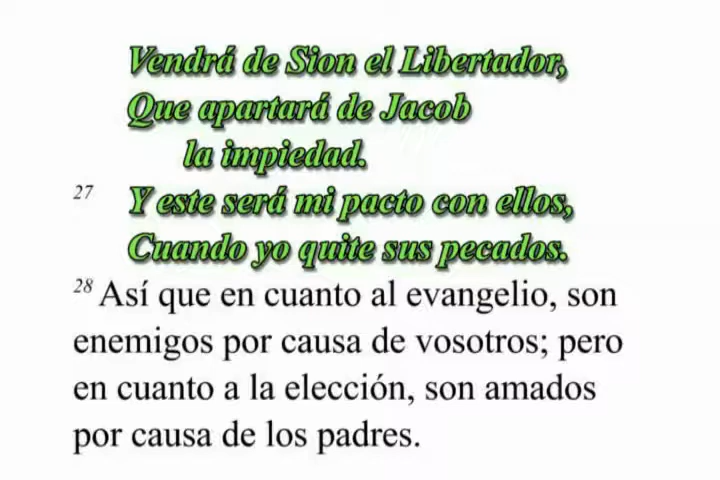 Vendrá de Sion el Libertador,
Que apartará de Jacob
la impiedad.
27 Y este será mi pacto con ellos,
Cuando yo quite sus pecados.
28 Así que en cuanto al evangelio, son
enemigos por causa de vosotros; pero
en cuanto a la elección, son amados
por causa de los padres.